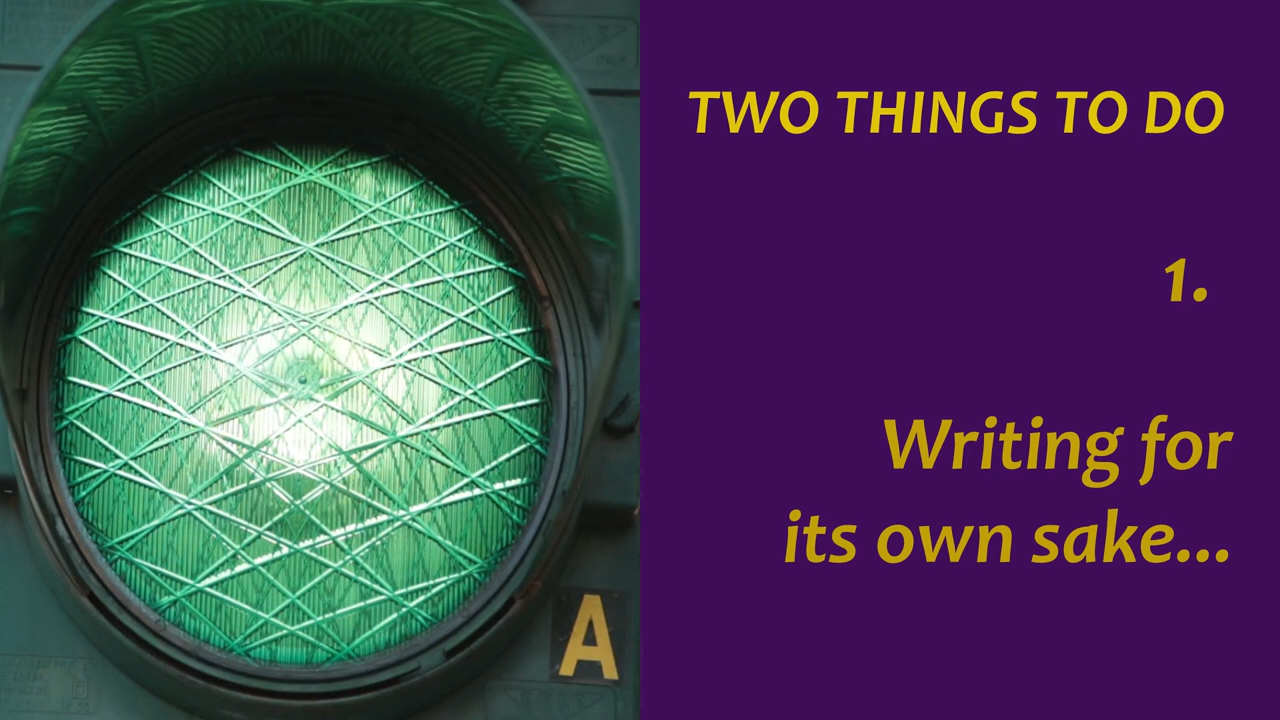 TWO THINGS TO DO
1.
Writing for
its own sake...
A